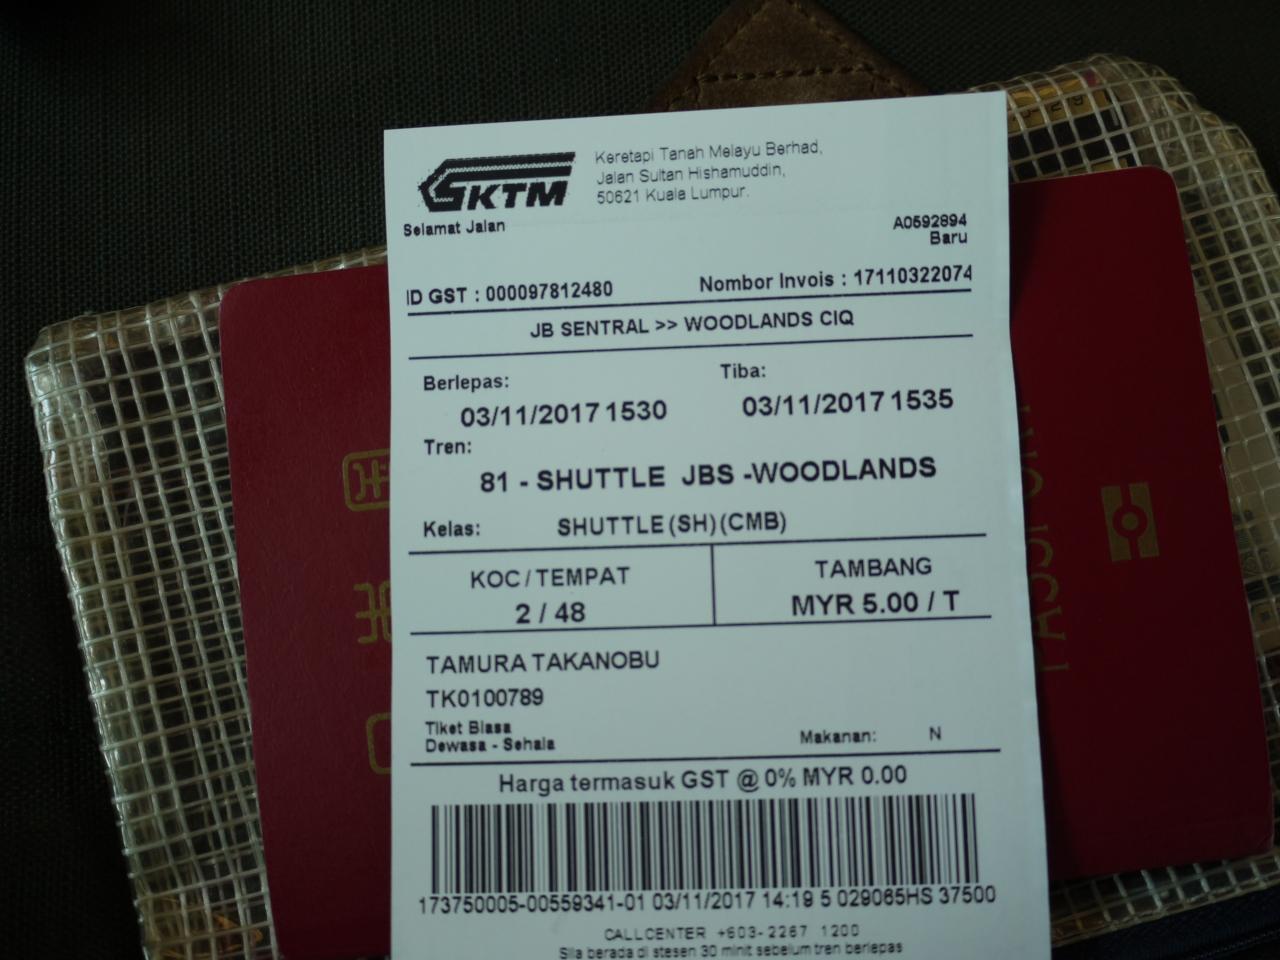 KTM
Keretapi Tanah Melayu Berhad,
Jalan Sultan Hishamuddin,
50621 Kuala Lumpur.
Selamat Jalan
A0592894
Baru
ID GST : 000097812480
Nombor Invois : 17110322074
JB SENTRAL >> WOODLANDS CIQ
Berlepas:
Tiba:
03/11/2017 1530
03/11/2017 1535
Tren:
81 - SHUTTLE JBS -WOODLANDS
Kelas: SHUTTLE(SH)(CMB)
KOC/TEMPAT
TAMBANG
2 / 48
MYR 5.00 / T
TAMURA TAKANOBU
TK0100789
Tiket Biasa
Dewasa - Sehala
Makanan: N
Harga termasuk GST @ 0% MYR 0.00
173750005-00559341-01 03/11/2017 14:19 5 029065HS 37500
CALLCENTER +603-2267 1200
Sila berada di stesen 30 minit sebelum tren berlepas